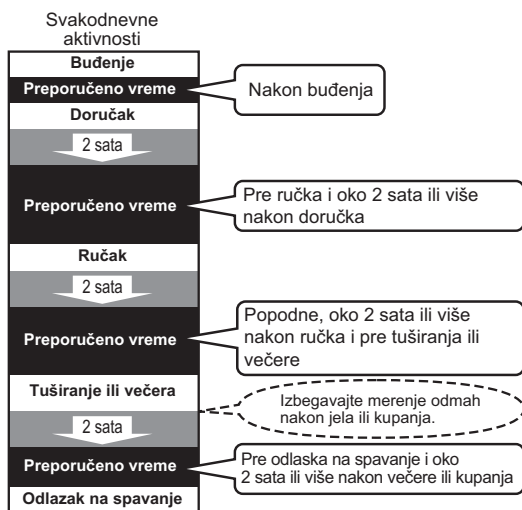 Svakodnevne
aktivnosti
Buđenje
Preporučeno vreme
Nakon buđenja
Doručak
2 sata
Preporučeno vreme
Pre ručka i oko 2 sata ili više
nakon doručka
Ručak
2 sata
Preporučeno vreme
Popodne, oko 2 sata ili više
nakon ručka i pre tuširanja ili
večere
Tuširanje ili večera
Izbegavajte merenje odmah
nakon jela ili kupanja.
2 sata
Preporučeno vreme
Pre odlaska na spavanje i oko
2 sata ili više nakon večere ili kupanja
Odlazak na spavanje